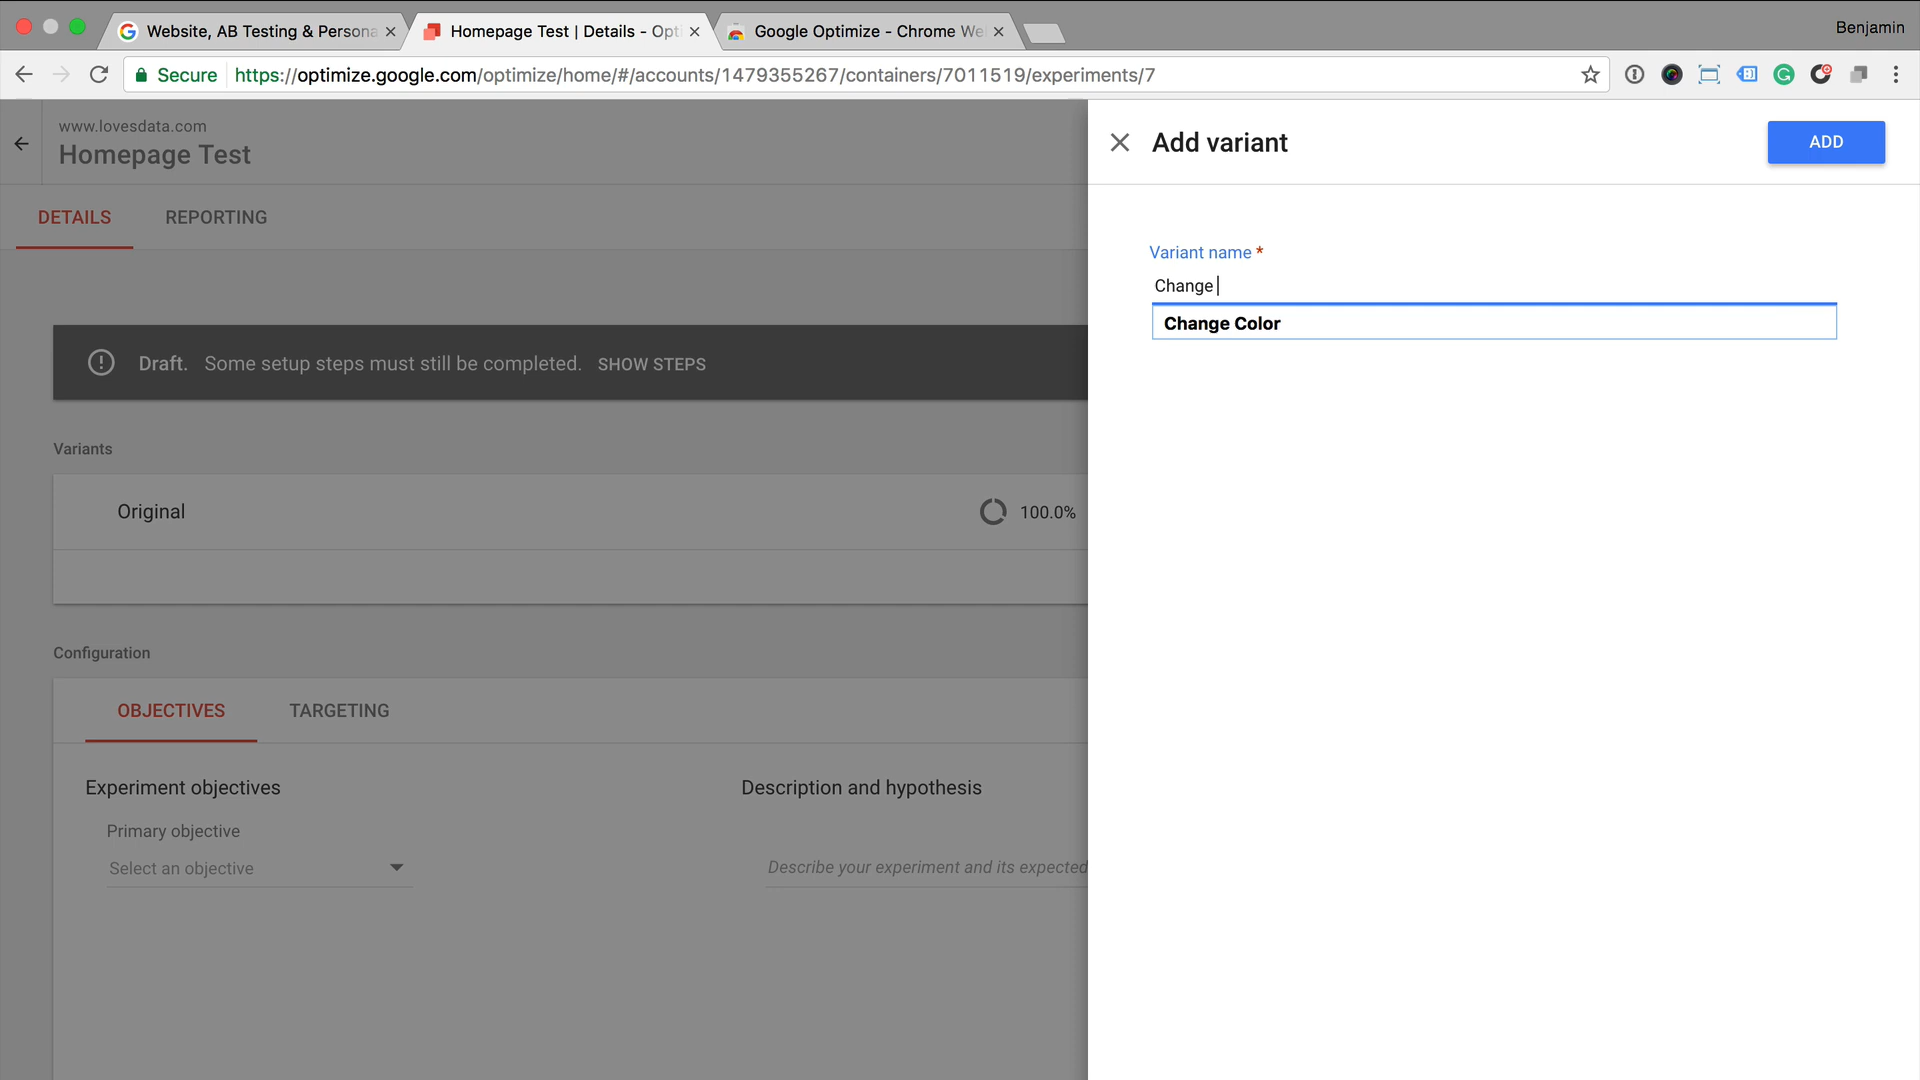 Website, AB Testing & Persona
Homepage Test | Details - Opti
Google Optimize - Chrome We
Benjamin
Secure
https://optimize.google.com/optimize/home/#/accounts/1479355267/containers/7011519/experiments/7
www.lovesdata.com
Homepage Test
Add variant
ADD
DETAILS
REPORTING
Variant name *
Change
Change Color
Draft. Some setup steps must still be completed. SHOW STEPS
Variants
Original
100.0%
Configuration
OBJECTIVES
TARGETING
Experiment objectives
Description and hypothesis
Primary objective
Select an objective
Describe your experiment and its expected